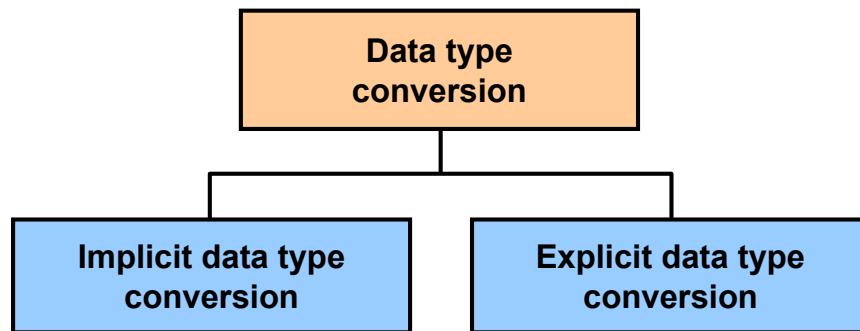 Data type
conversion
Implicit data type
conversion
Explicit data type
conversion